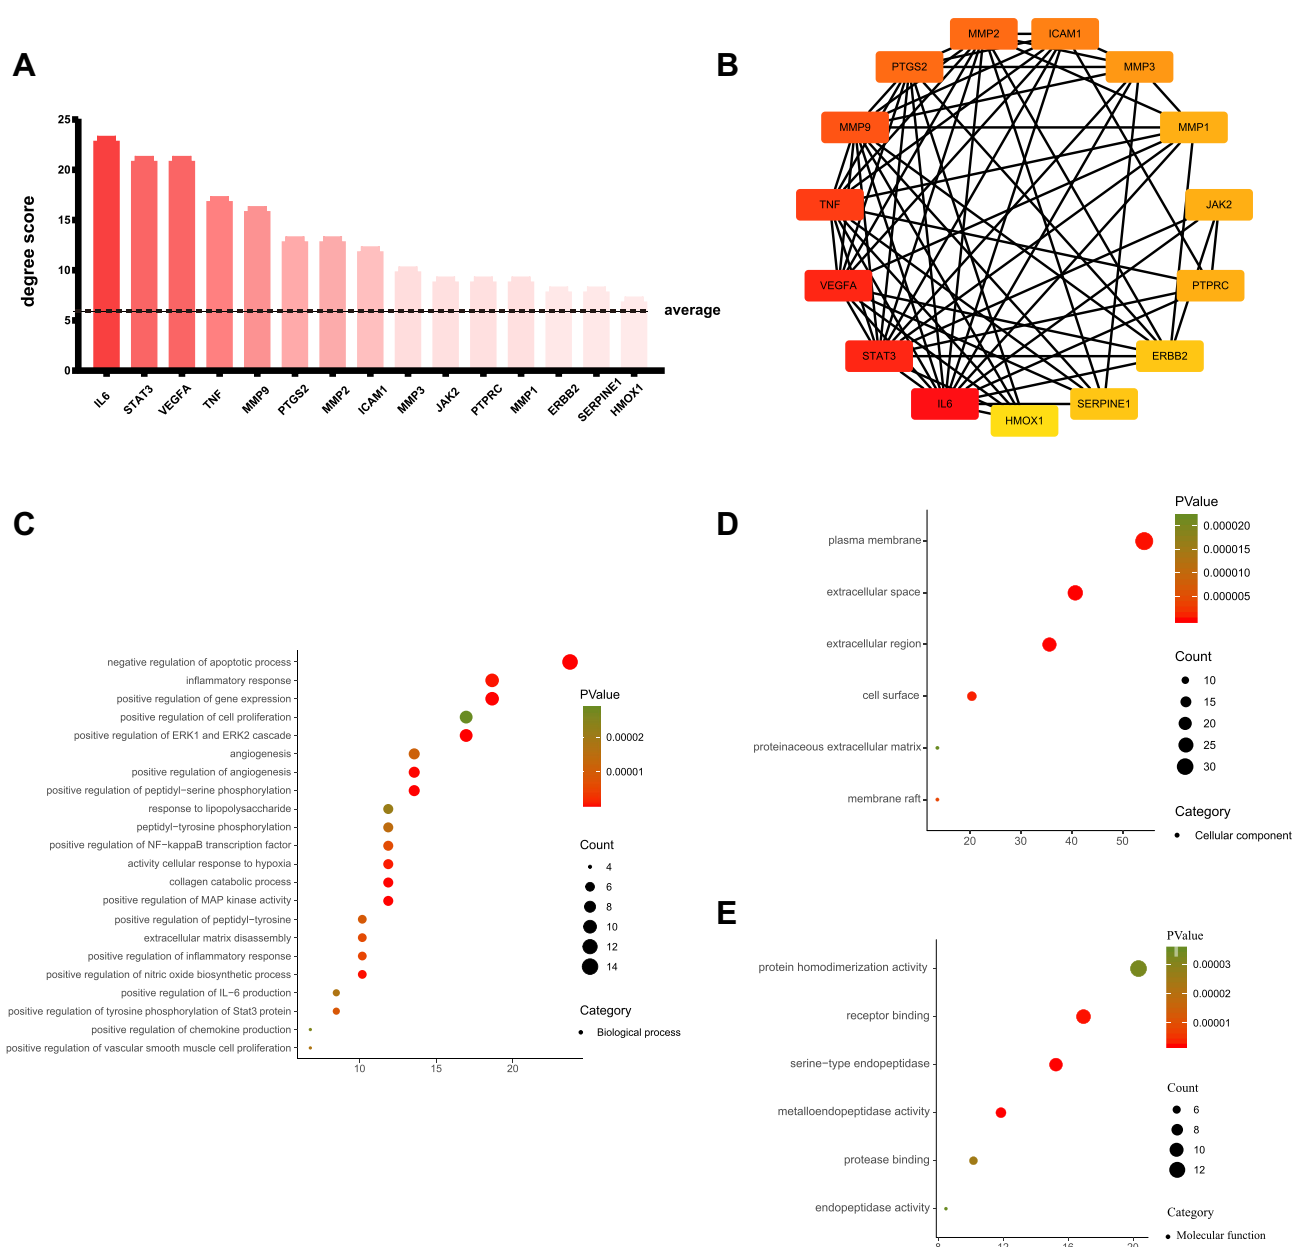 A
25
20
15
10
5
0
degree score
average
IL6
STAT3
VEGFA
TNF
MMP9
PTGS2
MMP2
ICAM1
MMP3
JAK2
PTPRC
MMP1
ERBB2
SERPINE1
HMOX1
B
MMP2
ICAM1
PTGS2
MMP3
MMP9
MMP1
TNF
JAK2
VEGFA
PTPRC
STAT3
ERBB2
IL6
SERPINE1
HMOX1
C
negative regulation of apoptotic process
inflammatory response
positive regulation of gene expression
positive regulation of cell proliferation
positive regulation of ERK1 and ERK2 cascade
angiogenesis
positive regulation of angiogenesis
positive regulation of peptidyl−serine phosphorylation
response to lipopolysaccharide
peptidyl−tyrosine phosphorylation
positive regulation of NF−kappaB transcription factor
activity cellular response to hypoxia
collagen catabolic process
positive regulation of MAP kinase activity
positive regulation of peptidyl−tyrosine
extracellular matrix disassembly
positive regulation of inflammatory response
positive regulation of nitric oxide biosynthetic process
positive regulation of IL−6 production
positive regulation of tyrosine phosphorylation of Stat3 protein
positive regulation of chemokine production
positive regulation of vascular smooth muscle cell proliferation
10 15 20
PValue
0.00002
0.00001
Count
4
6
8
10
12
14
Category
Biological process
D
plasma membrane
extracellular space
extracellular region
cell surface
proteinaceous extracellular matrix
membrane raft
20 30 40 50
PValue
0.000020
0.000015
0.000010
0.000005
Count
10
15
20
25
30
Category
Cellular component
E
protein homodimerization activity
receptor binding
serine−type endopeptidase
metalloendopeptidase activity
protease binding
endopeptidase activity
8 12 16 20
PValue
0.00003
0.00002
0.00001
Count
6
8
10
12
Category
Molecular function